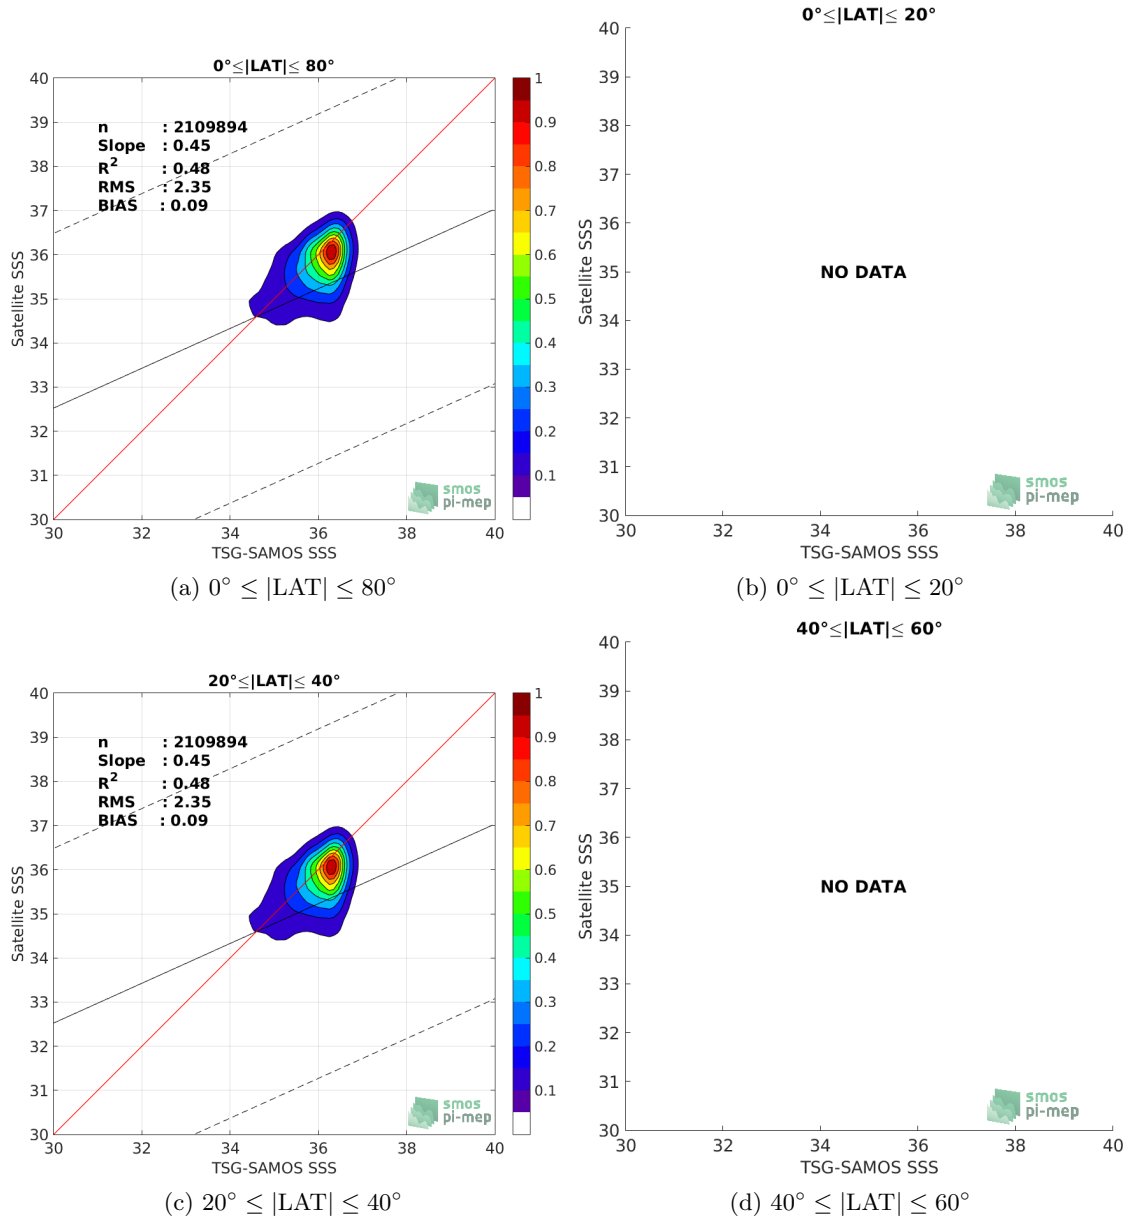 0°≤|LAT|≤ 80°
n : 2109894
Slope : 0.45
R² : 0.48
RMS : 2.35
BIAS : 0.09
40
39
38
37
36
35
34
33
32
31
30
Satellite SSS
30 32 34 36 38 40
TSG-SAMOS SSS
1
0.9
0.8
0.7
0.6
0.5
0.4
0.3
0.2
0.1
smos
pi-mep
(a) 0° ≤ |LAT| ≤ 80°
0°≤|LAT|≤ 20°
40
39
38
37
36
35
34
33
32
31
30
Satellite SSS
NO DATA
30 32 34 36 38 40
TSG-SAMOS SSS
smos
pi-mep
(b) 0° ≤ |LAT| ≤ 20°
20°≤|LAT|≤ 40°
n : 2109894
Slope : 0.45
R² : 0.48
RMS : 2.35
BIAS : 0.09
40
39
38
37
36
35
34
33
32
31
30
Satellite SSS
30 32 34 36 38 40
TSG-SAMOS SSS
1
0.9
0.8
0.7
0.6
0.5
0.4
0.3
0.2
0.1
smos
pi-mep
(c) 20° ≤ |LAT| ≤ 40°
40°≤|LAT|≤ 60°
40
39
38
37
36
35
34
33
32
31
30
Satellite SSS
NO DATA
30 32 34 36 38 40
TSG-SAMOS SSS
smos
pi-mep
(d) 40° ≤ |LAT| ≤ 60°